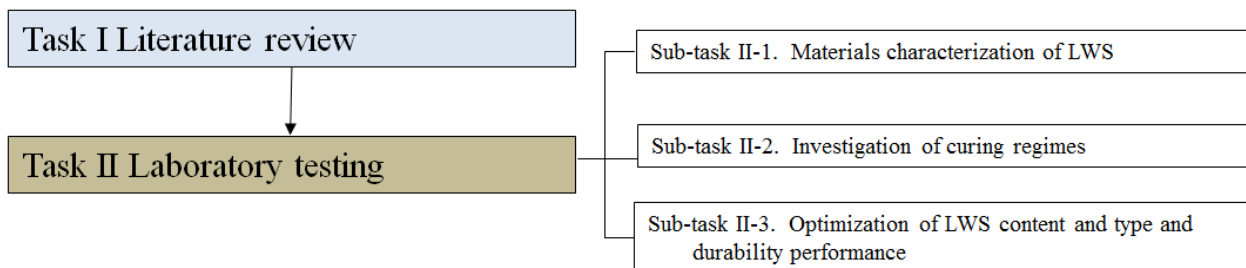 Task I Literature review
Task II Laboratory testing
Sub-task II-1. Materials characterization of LWS
Sub-task II-2. Investigation of curing regimes
Sub-task II-3. Optimization of LWS content and type and
durability performance